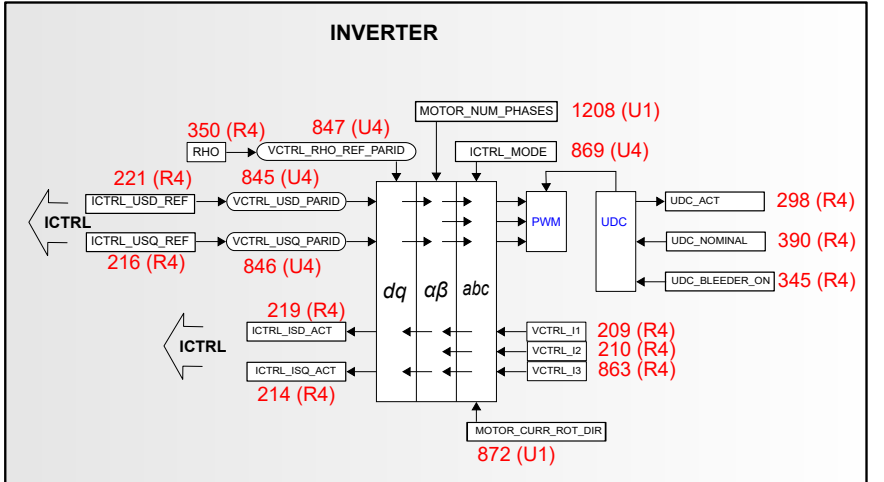 INVERTER
MOTOR_NUM_PHASES
1208 (U1)
350 (R4)
847 (U4)
RHO
VCTRL_RHO_REF_PARID
ICTRL_MODE
869 (U4)
221 (R4)
845 (U4)
ICTRL_USD_REF
VCTRL_USD_PARID
ICTRL
ICTRL_USQ_REF
VCTRL_USQ_PARID
216 (R4)
846 (U4)
PWM
UDC
UDC_ACT
298 (R4)
UDC_NOMINAL
390 (R4)
UDC_BLEEDER_ON
345 (R4)
dq
αβ
abc
219 (R4)
ICTRL_ISD_ACT
ICTRL
ICTRL_ISQ_ACT
214 (R4)
VCTRL_I1
209 (R4)
VCTRL_I2
210 (R4)
VCTRL_I3
863 (R4)
MOTOR_CURR_ROT_DIR
872 (U1)